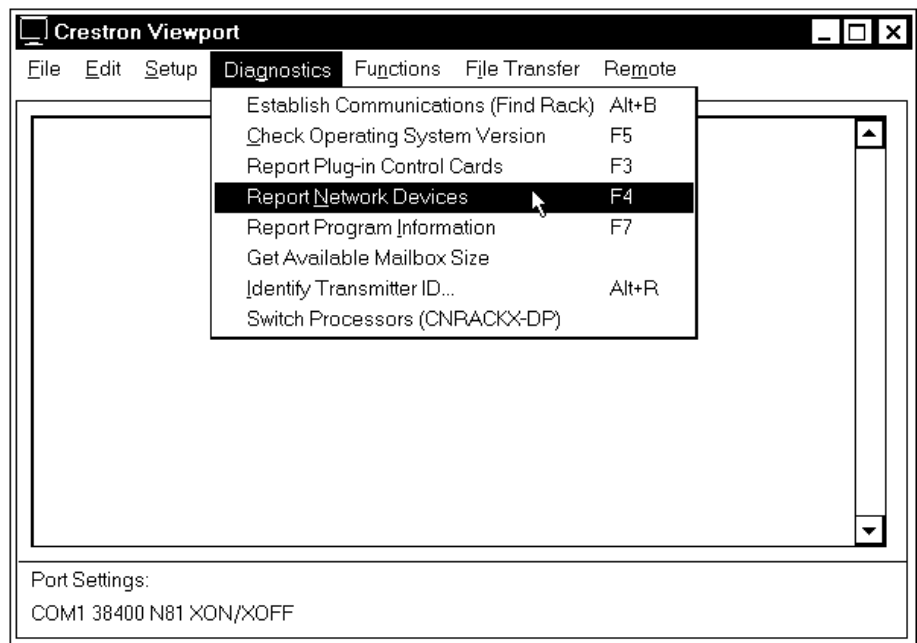 Crestron Viewport
File Edit Setup Diagnostics Functions File Transfer Remote
Establish Communications (Find Rack) Alt+B
Check Operating System Version F5
Report Plug-in Control Cards F3
Report Network Devices F4
Report Program Information F7
Get Available Mailbox Size
Identify Transmitter ID... Alt+R
Switch Processors (CNRACKX-DP)
Port Settings:
COM1 38400 N81 XON/XOFF